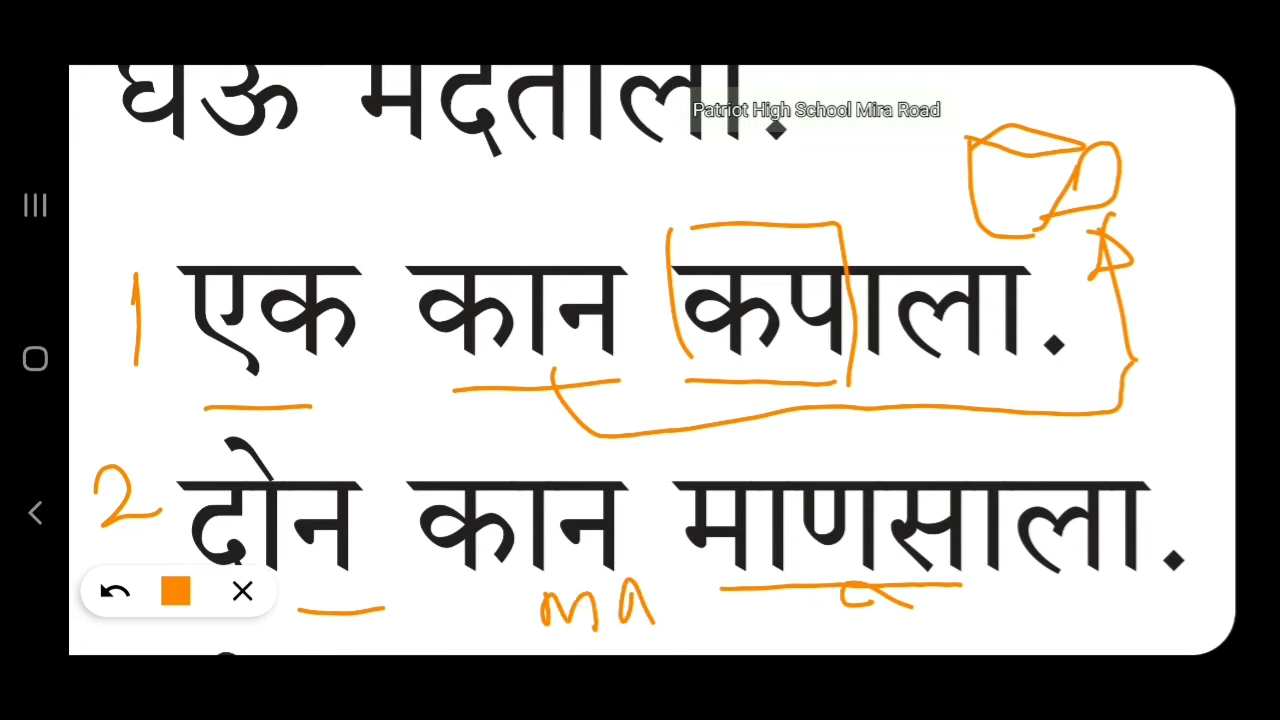 घेऊ मदतीला.
Patriot High School Mira Road
1 एक कान कपाला.
2 दोन कान माणसाला.
ma